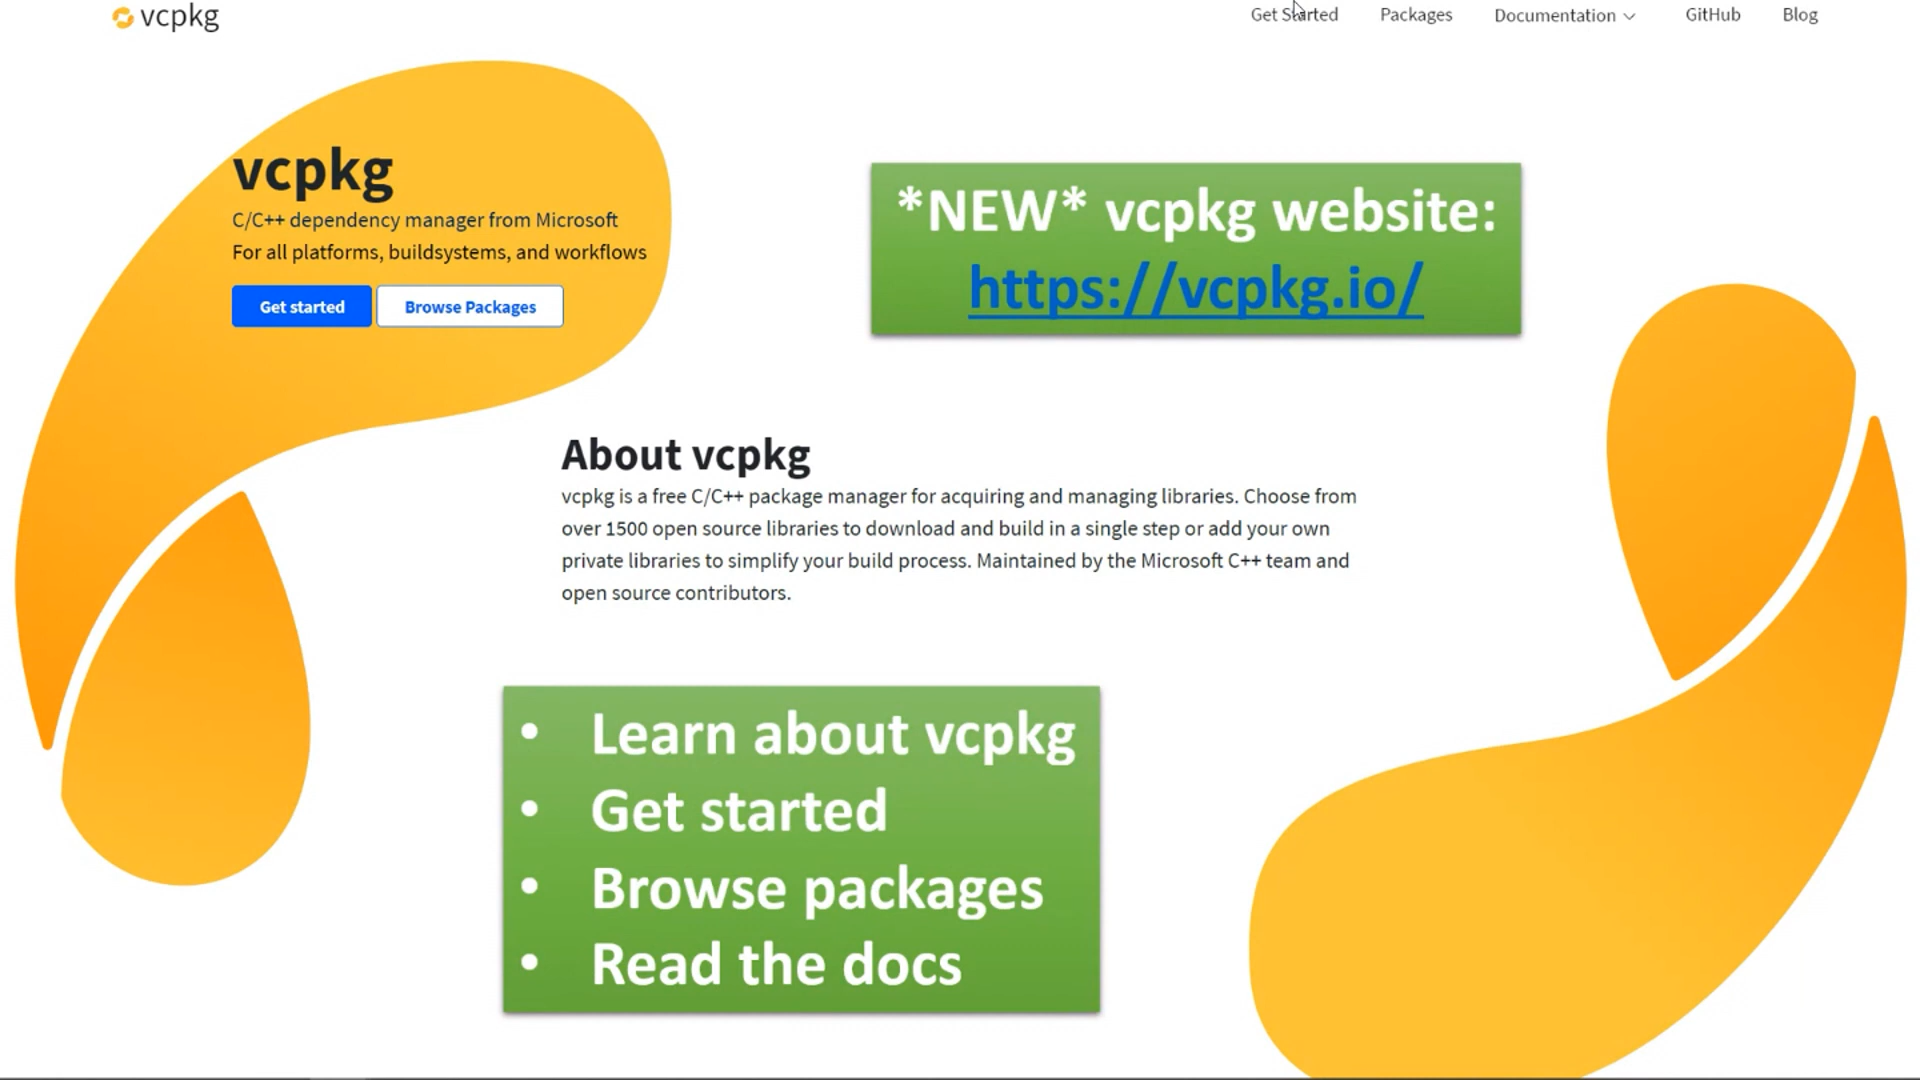 vcpkg
Get Started
Packages
Documentation
GitHub
Blog
vcpkg
C/C++ dependency manager from Microsoft
For all platforms, buildsystems, and workflows
Get started
Browse Packages
*NEW* vcpkg website:
https://vcpkg.io/
About vcpkg
vcpkg is a free C/C++ package manager for acquiring and managing libraries. Choose from
over 1500 open source libraries to download and build in a single step or add your own
private libraries to simplify your build process. Maintained by the Microsoft C++ team and
open source contributors.
• Learn about vcpkg
• Get started
• Browse packages
• Read the docs